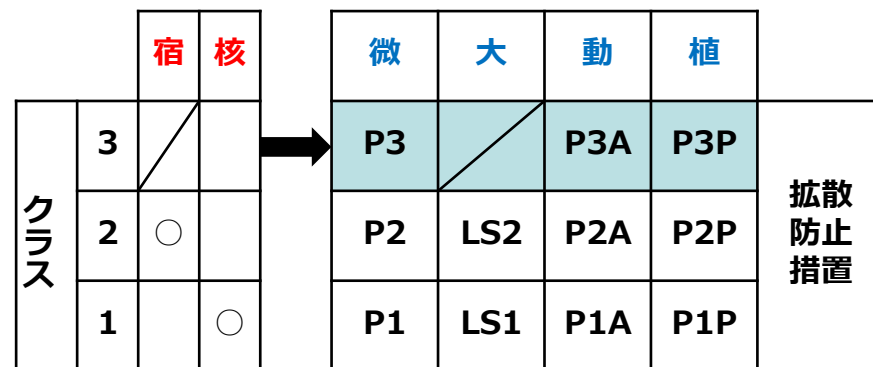 宿 核 微 大 動 植
クラス
3 P3 P3A P3P
2 ○ P2 LS2 P2A P2P
1 ○ P1 LS1 P1A P1P
拡散
防止
措置